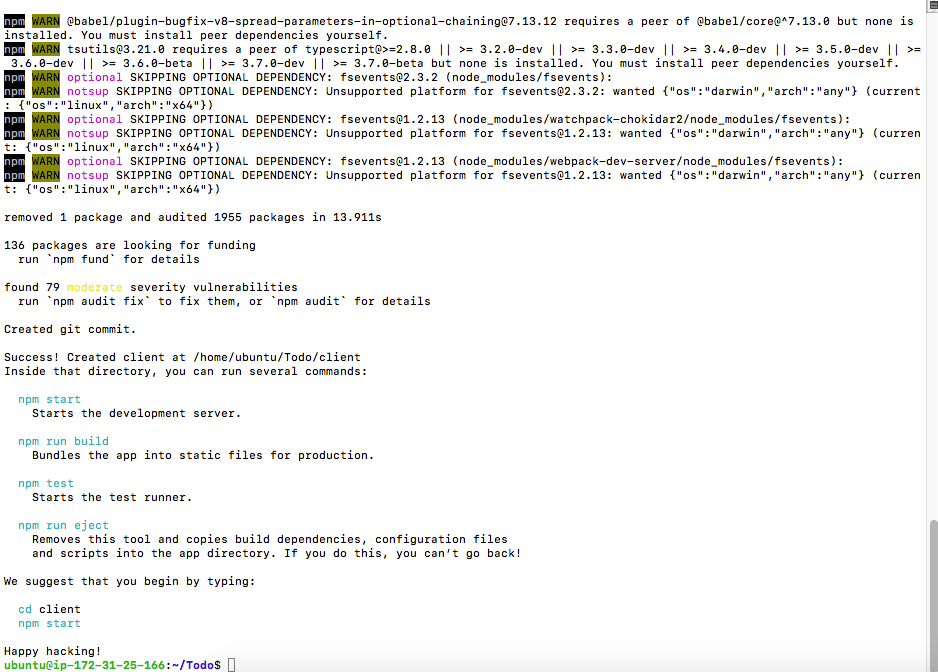 npm WARN @babel/plugin-bugfix-v8-spread-parameters-in-optional-chaining@7.13.12 requires a peer of @babel/core@^7.13.0 but none is
installed. You must install peer dependencies yourself.
npm WARN tsutils@3.21.0 requires a peer of typescript@>=2.8.0 || >= 3.2.0-dev || >= 3.3.0-dev || >= 3.4.0-dev || >= 3.5.0-dev || >=
3.6.0-dev || >= 3.6.0-beta || >= 3.7.0-dev || >= 3.7.0-beta but none is installed. You must install peer dependencies yourself.
npm WARN optional SKIPPING OPTIONAL DEPENDENCY: fsevents@2.3.2 (node_modules/fsevents):
npm WARN notsup SKIPPING OPTIONAL DEPENDENCY: Unsupported platform for fsevents@2.3.2: wanted {"os":"darwin","arch":"any"} (current
: {"os":"linux","arch":"x64"})
npm WARN optional SKIPPING OPTIONAL DEPENDENCY: fsevents@1.2.13 (node_modules/watchpack-chokidar2/node_modules/fsevents):
npm WARN notsup SKIPPING OPTIONAL DEPENDENCY: Unsupported platform for fsevents@1.2.13: wanted {"os":"darwin","arch":"any"} (curren
t: {"os":"linux","arch":"x64"})
npm WARN optional SKIPPING OPTIONAL DEPENDENCY: fsevents@1.2.13 (node_modules/webpack-dev-server/node_modules/fsevents):
npm WARN notsup SKIPPING OPTIONAL DEPENDENCY: Unsupported platform for fsevents@1.2.13: wanted {"os":"darwin","arch":"any"} (curren
t: {"os":"linux","arch":"x64"})
removed 1 package and audited 1955 packages in 13.911s
136 packages are looking for funding
run `npm fund` for details
found 79 moderate severity vulnerabilities
run `npm audit fix` to fix them, or `npm audit` for details
Created git commit.
Success! Created client at /home/ubuntu/Todo/client
Inside that directory, you can run several commands:
npm start
Starts the development server.
npm run build
Bundles the app into static files for production.
npm test
Starts the test runner.
npm run eject
Removes this tool and copies build dependencies, configuration files
and scripts into the app directory. If you do this, you can’t go back!
We suggest that you begin by typing:
cd client
npm start
Happy hacking!
ubuntu@ip-172-31-25-166:~/Todo$